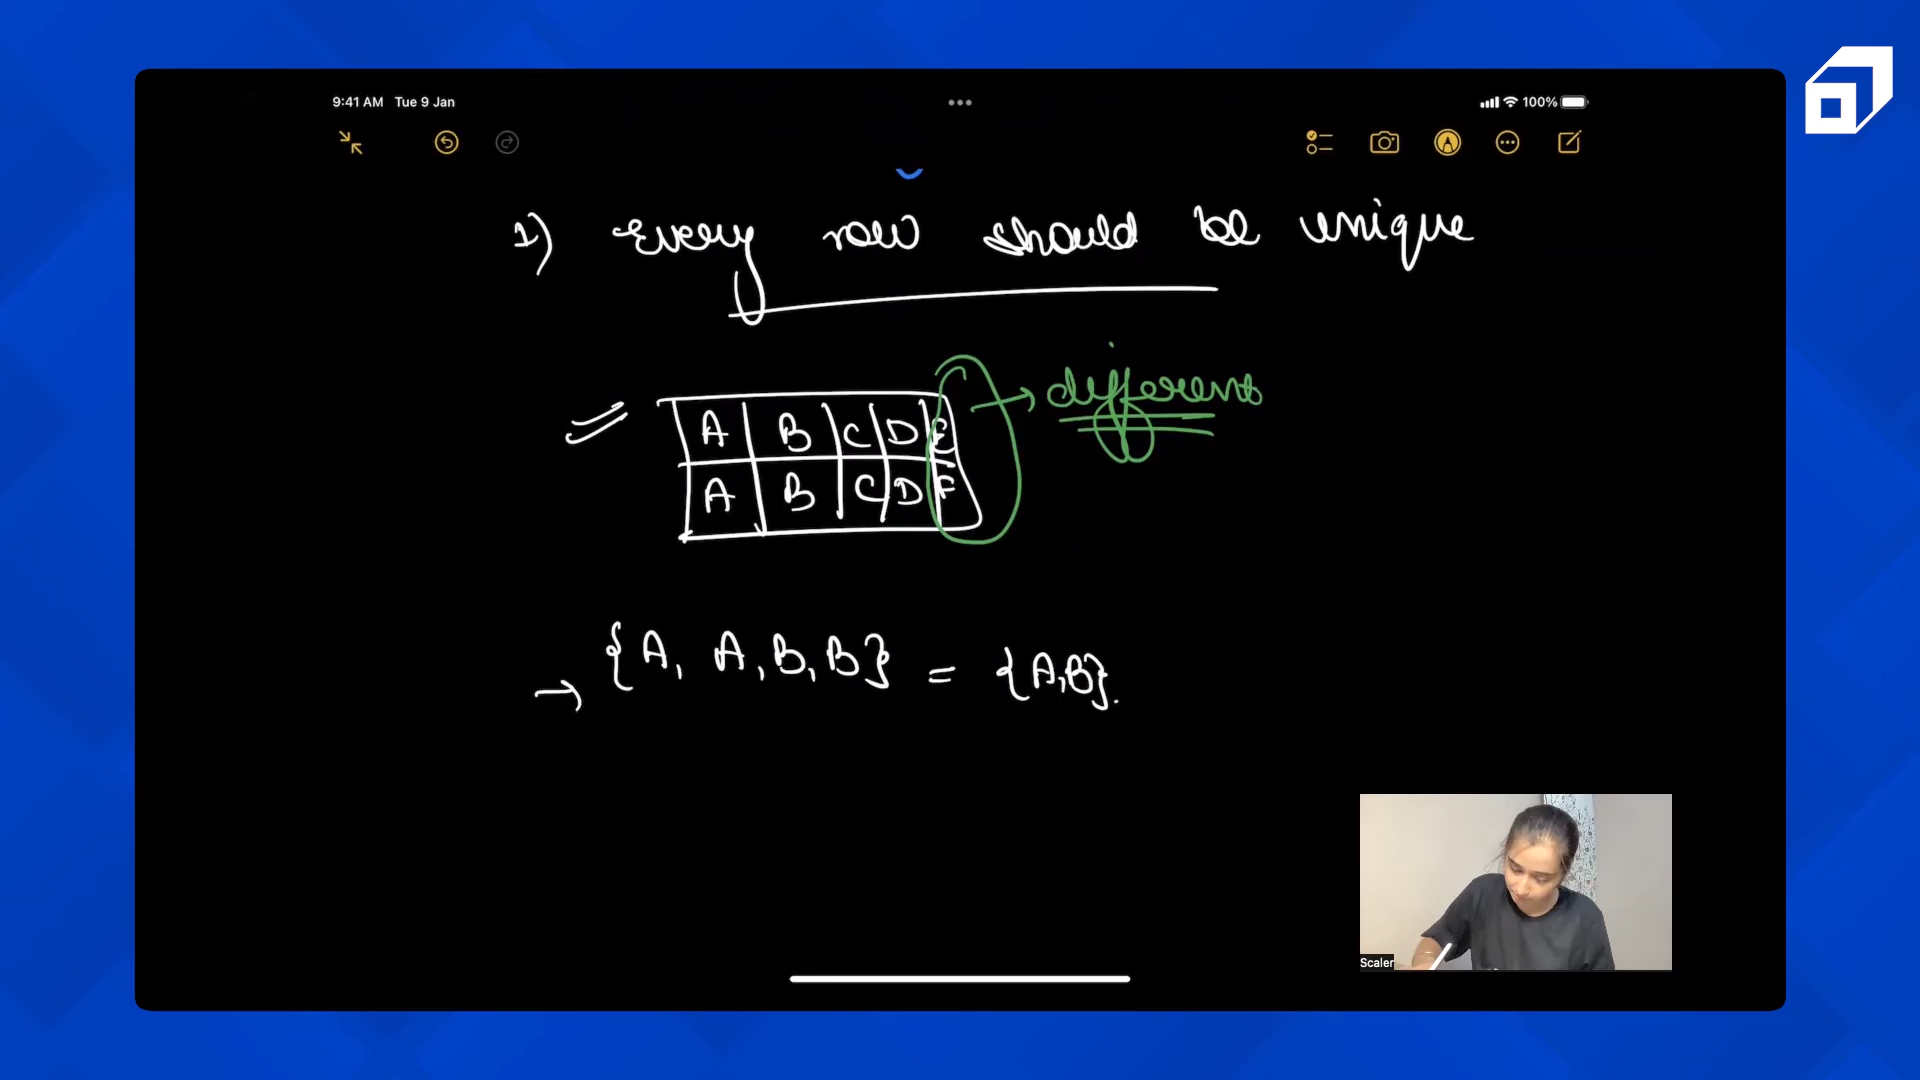 9:41 AM Tue 9 Jan
100%
1) Every row should be unique
different
A B C D E
A B C D F
→ {A, A, B, B} = {A,B}.
Scaler